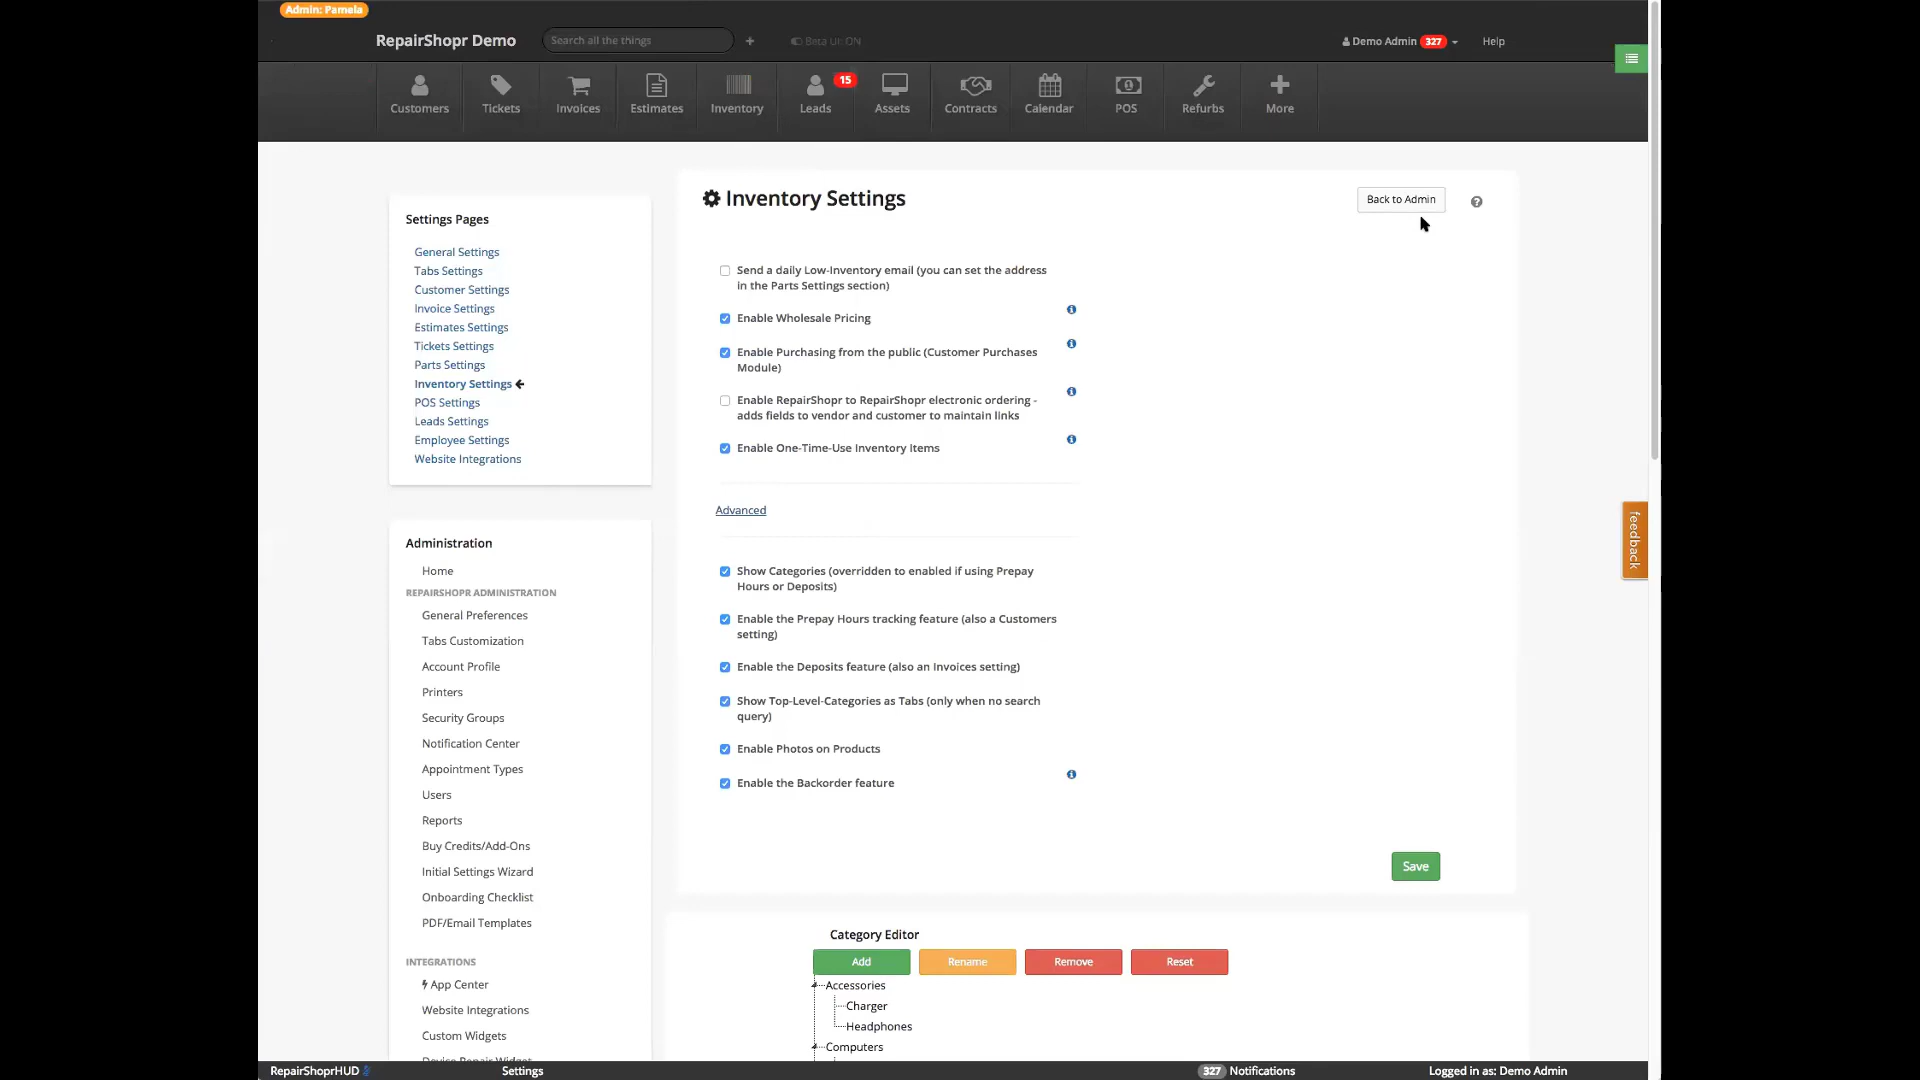 Admin: Pamela
RepairShopr Demo
Search all the things
+
Beta UI: ON
Demo Admin 327
Help
Customers
Tickets
Invoices
Estimates
Inventory
Leads
15
Assets
Contracts
Calendar
POS
Refurbs
More
Settings Pages
General Settings
Tabs Settings
Customer Settings
Invoice Settings
Estimates Settings
Tickets Settings
Parts Settings
Inventory Settings
POS Settings
Leads Settings
Employee Settings
Website Integrations
Administration
Home
REPAIRSHOPR ADMINISTRATION
General Preferences
Tabs Customization
Account Profile
Printers
Security Groups
Notification Center
Appointment Types
Users
Reports
Buy Credits/Add-Ons
Initial Settings Wizard
Onboarding Checklist
PDF/Email Templates
INTEGRATIONS
App Center
Website Integrations
Custom Widgets
Device Repair Widget
Inventory Settings
Back to Admin
Send a daily Low-Inventory email (you can set the address
in the Parts Settings section)
Enable Wholesale Pricing
Enable Purchasing from the public (Customer Purchases
Module)
Enable RepairShopr to RepairShopr electronic ordering -
adds fields to vendor and customer to maintain links
Enable One-Time-Use Inventory Items
Advanced
Show Categories (overridden to enabled if using Prepay
Hours or Deposits)
Enable the Prepay Hours tracking feature (also a Customers
setting)
Enable the Deposits feature (also an Invoices setting)
Show Top-Level-Categories as Tabs (only when no search
query)
Enable Photos on Products
Enable the Backorder feature
Save
Category Editor
Add
Rename
Remove
Reset
Accessories
Charger
Headphones
Computers
feedback
RepairShoprHUD
Settings
327 Notifications
Logged in as: Demo Admin